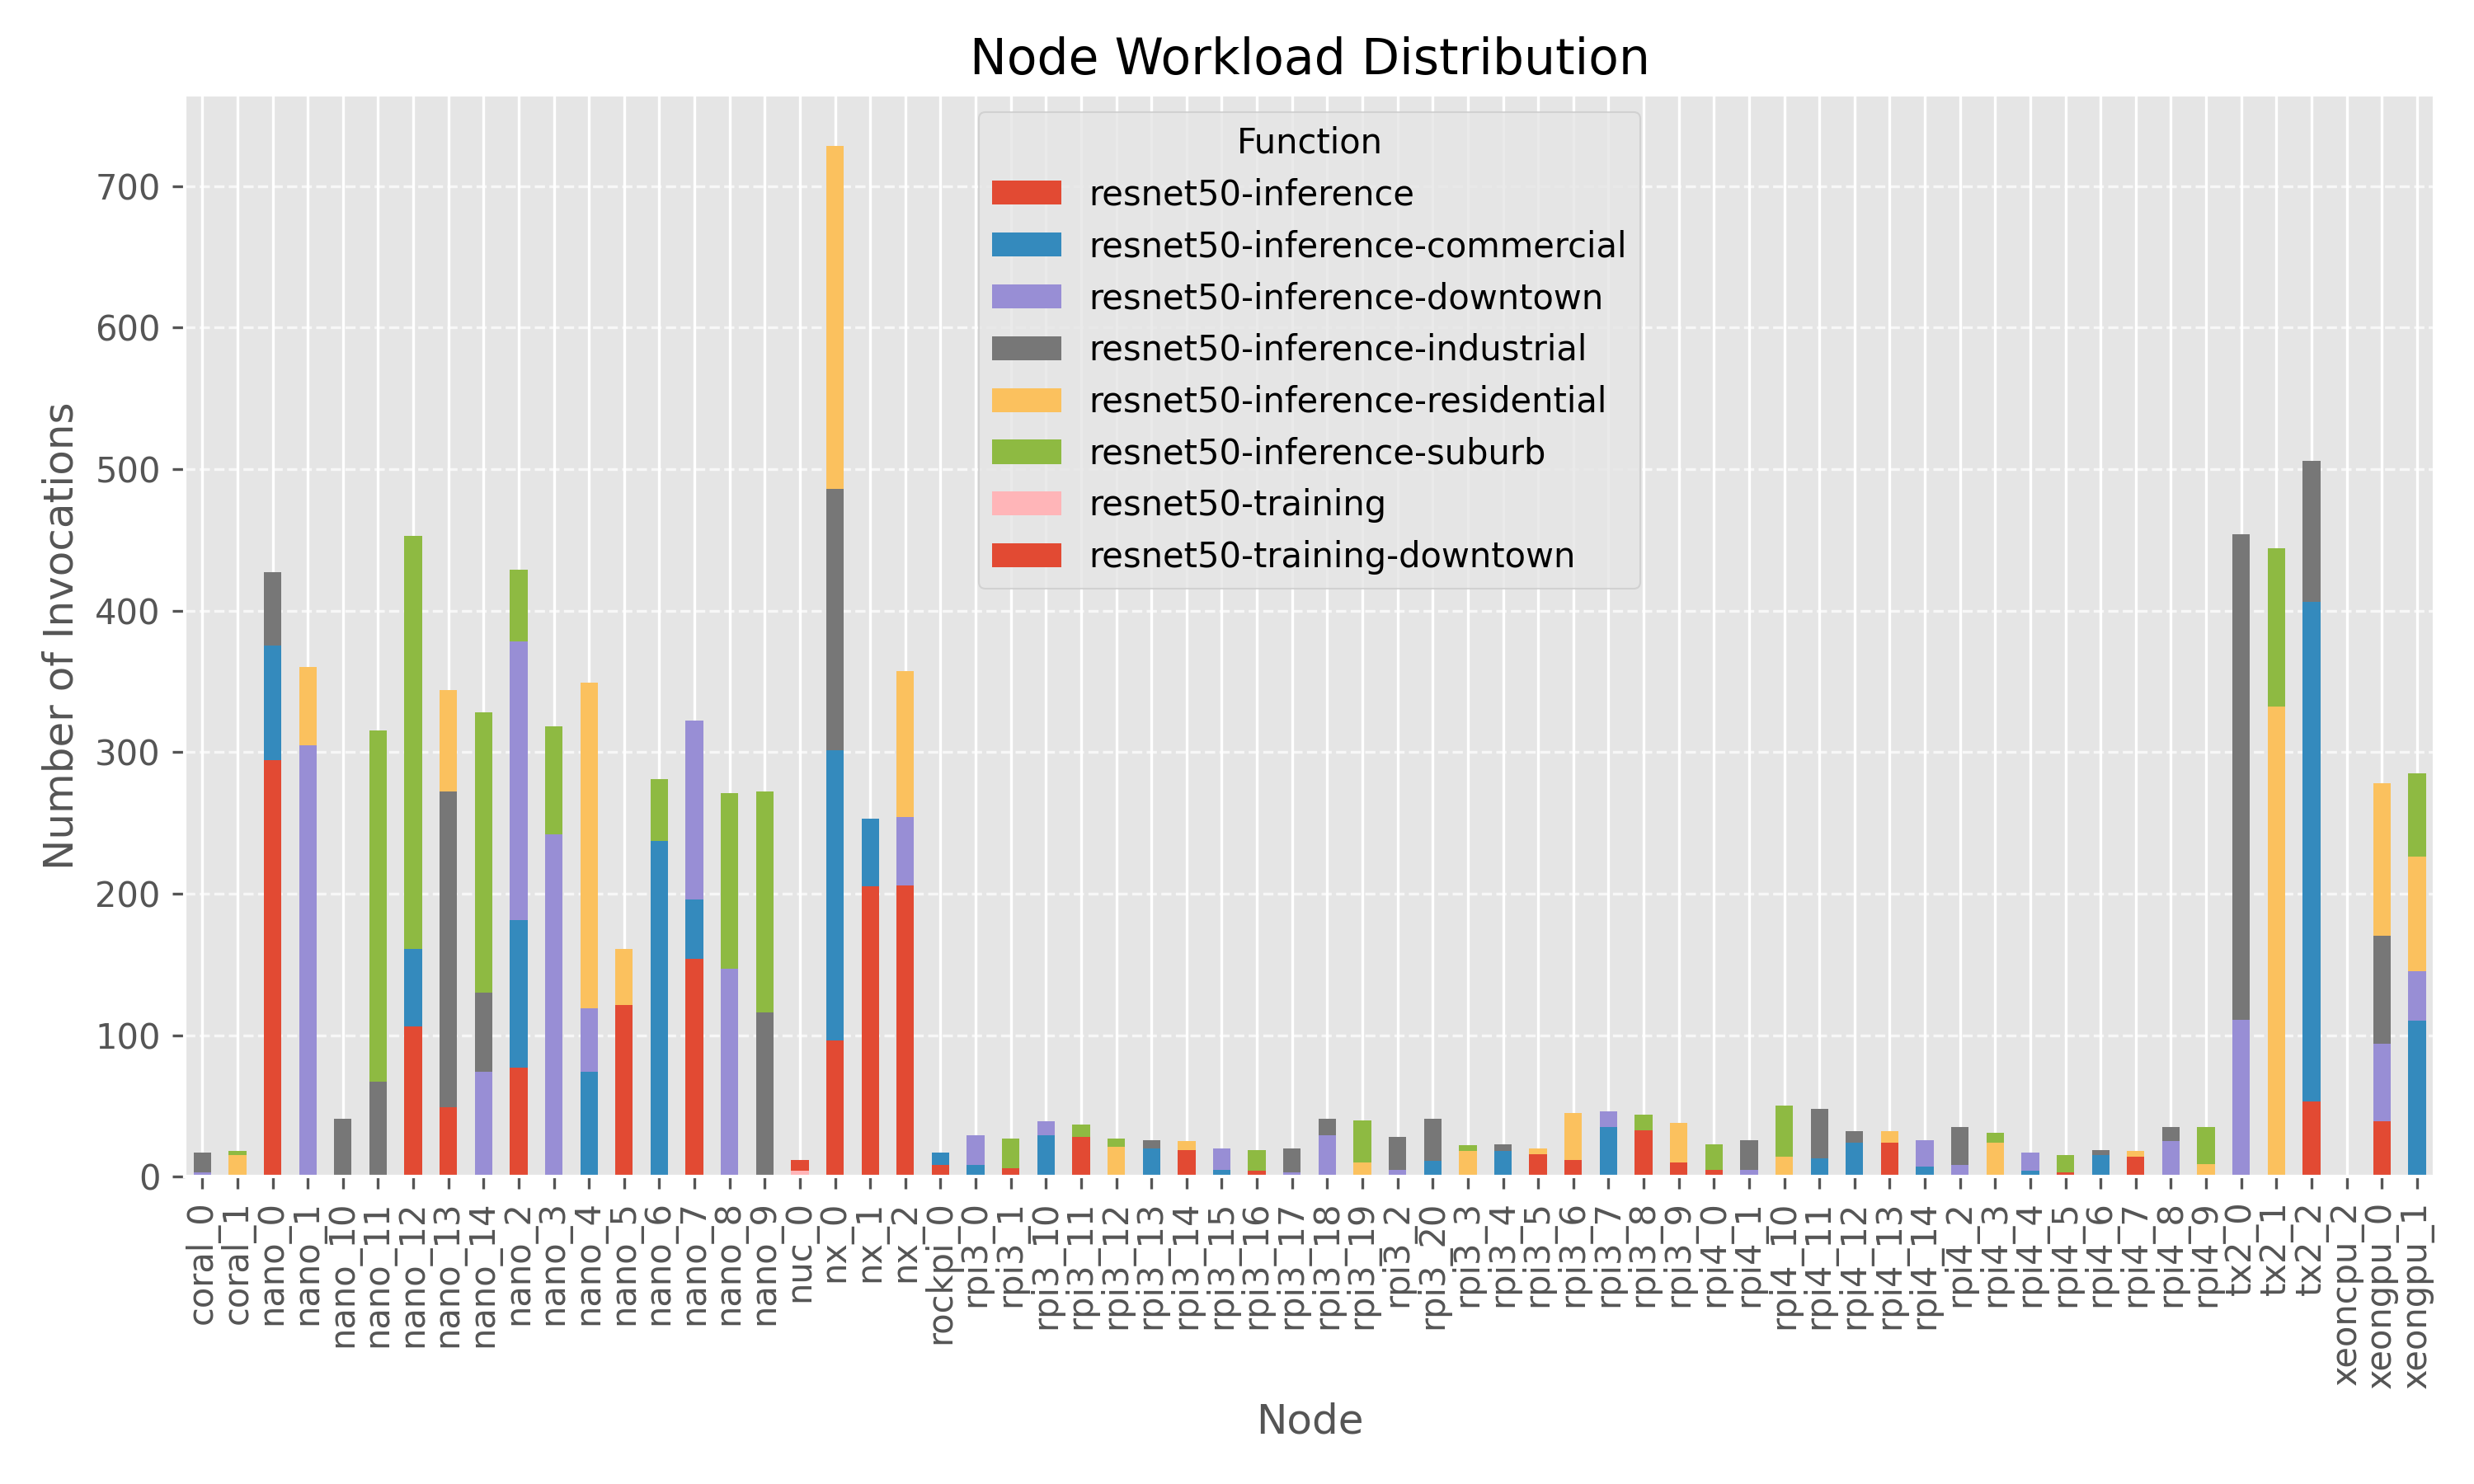 Node Workload Distribution
Function
resnet50-inference
resnet50-inference-commercial
resnet50-inference-downtown
resnet50-inference-industrial
resnet50-inference-residential
resnet50-inference-suburb
resnet50-training
resnet50-training-downtown
Number of Invocations
700
600
500
400
300
200
100
0
coral_0
coral_1
nano_0
nano_1
nano_10
nano_11
nano_12
nano_13
nano_14
nano_2
nano_3
nano_4
nano_5
nano_6
nano_7
nano_8
nano_9
nuc_0
nx_0
nx_1
nx_2
rockpi_0
rpi3_0
rpi3_1
rpi3_10
rpi3_11
rpi3_12
rpi3_13
rpi3_14
rpi3_15
rpi3_16
rpi3_17
rpi3_18
rpi3_19
rpi3_2
rpi3_20
rpi3_3
rpi3_4
rpi3_5
rpi3_6
rpi3_7
rpi3_8
rpi3_9
rpi4_0
rpi4_1
rpi4_10
rpi4_11
rpi4_12
rpi4_13
rpi4_14
rpi4_2
rpi4_3
rpi4_4
rpi4_5
rpi4_6
rpi4_7
rpi4_8
rpi4_9
tx2_0
tx2_1
tx2_2
xeoncpu_2
xeongpu_0
xeongpu_1
Node